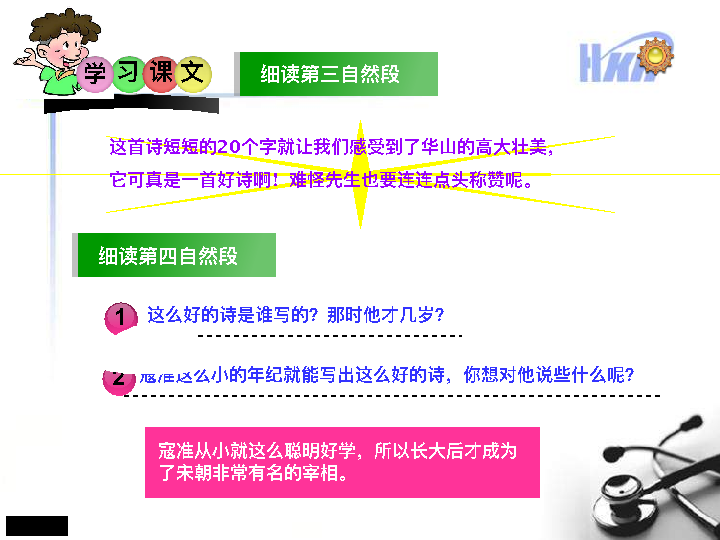 学习课文
细读第三自然段
这首诗短短的20个字就让我们感受到了华山的高大壮美，
它可真是一首好诗啊！难怪先生也要连连点头称赞呢。
细读第四自然段
1 这么好的诗是谁写的？那时他才几岁？
2 寇准这么小的年纪就能写出这么好的诗，你想对他说些什么呢？
寇准从小就这么聪明好学，所以长大后才成为
了宋朝非常有名的宰相。